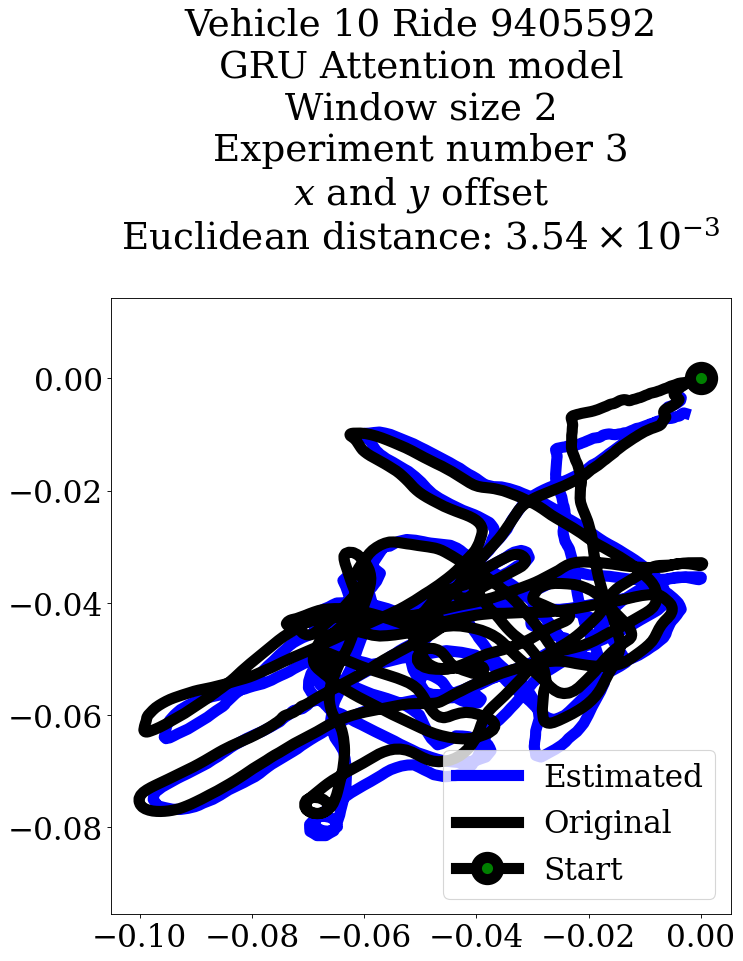 Vehicle 10 Ride 9405592
GRU Attention model
Window size 2
Experiment number 3
x and y offset
Euclidean distance: 3.54 × 10⁻³
0.00
−0.02
−0.04
−0.06
−0.08
Estimated
Original
Start
−0.10 −0.08 −0.06 −0.04 −0.02 0.00